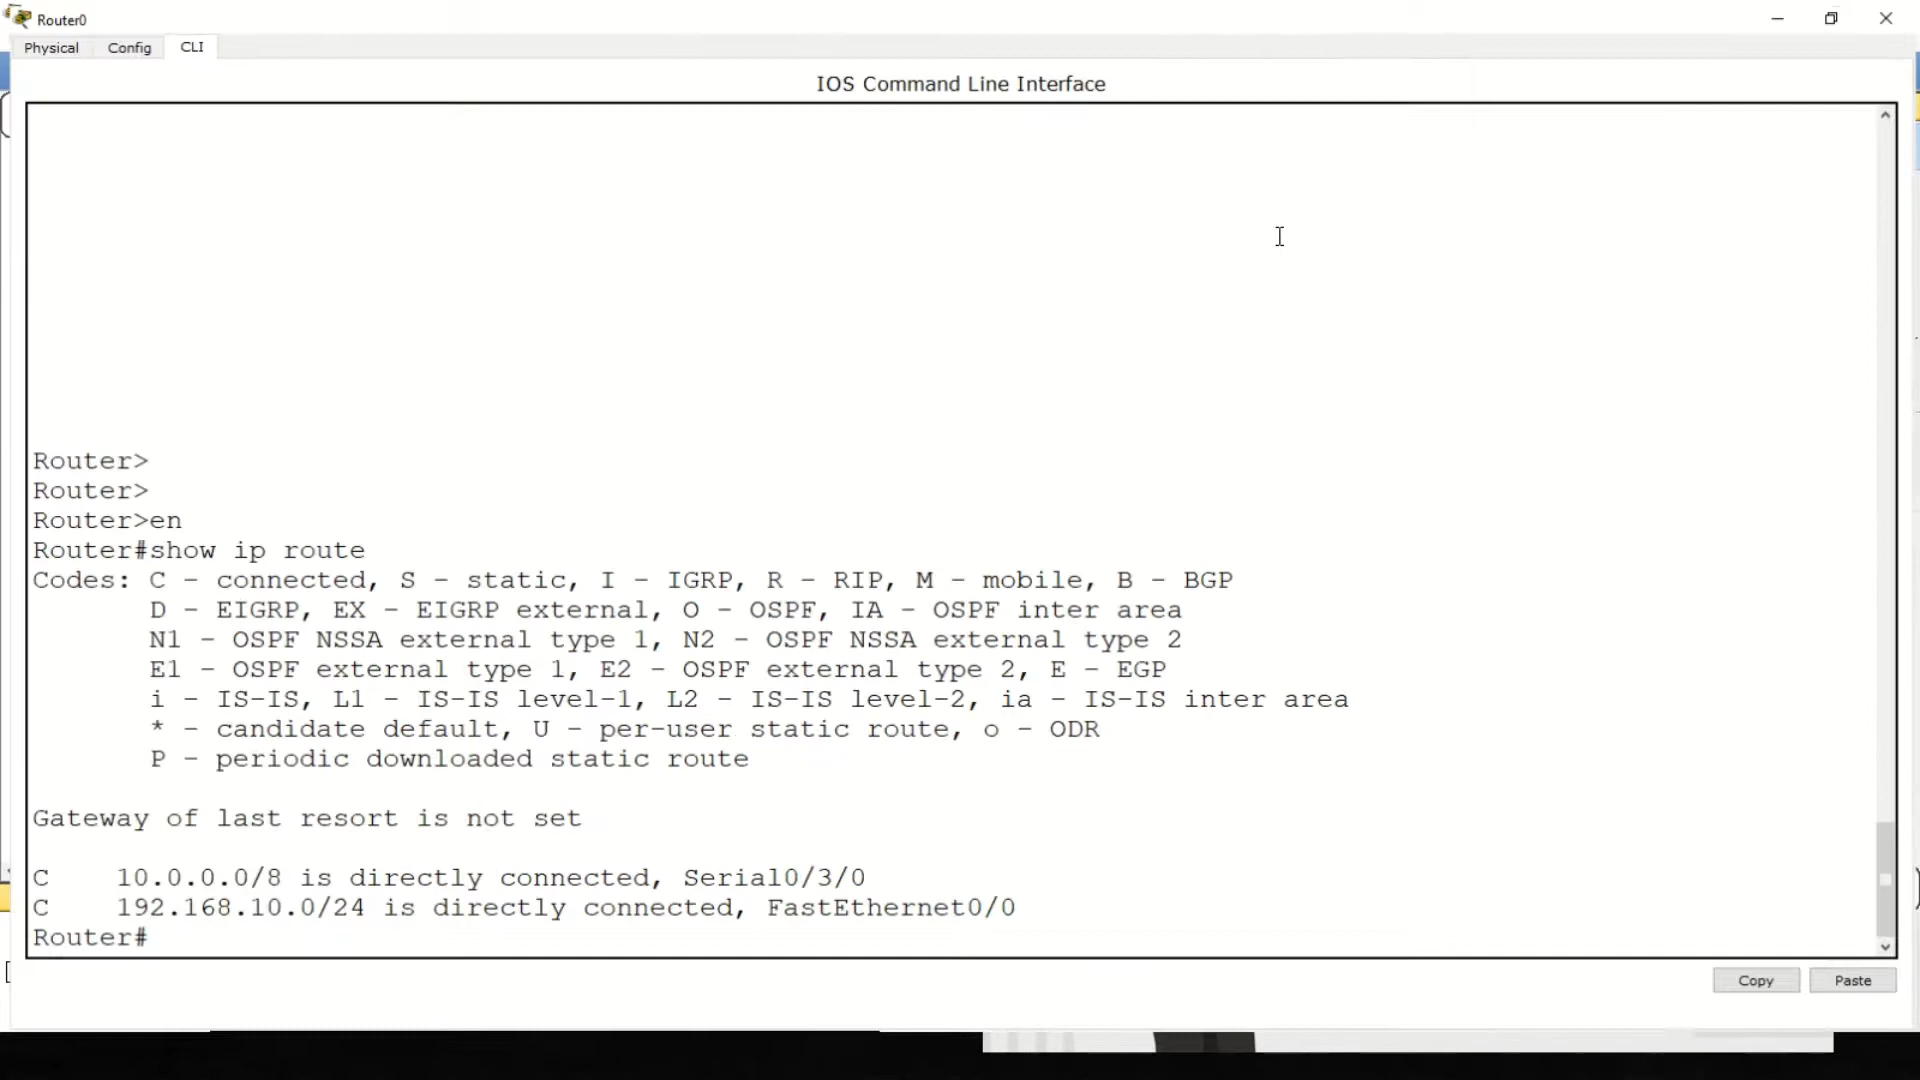 Router0
Physical Config CLI
IOS Command Line Interface
Router>
Router>
Router>en
Router#show ip route
Codes: C - connected, S - static, I - IGRP, R - RIP, M - mobile, B - BGP
D - EIGRP, EX - EIGRP external, O - OSPF, IA - OSPF inter area
N1 - OSPF NSSA external type 1, N2 - OSPF NSSA external type 2
E1 - OSPF external type 1, E2 - OSPF external type 2, E - EGP
i - IS-IS, L1 - IS-IS level-1, L2 - IS-IS level-2, ia - IS-IS inter area
* - candidate default, U - per-user static route, o - ODR
P - periodic downloaded static route
Gateway of last resort is not set
C 10.0.0.0/8 is directly connected, Serial0/3/0
C 192.168.10.0/24 is directly connected, FastEthernet0/0
Router#
Copy Paste